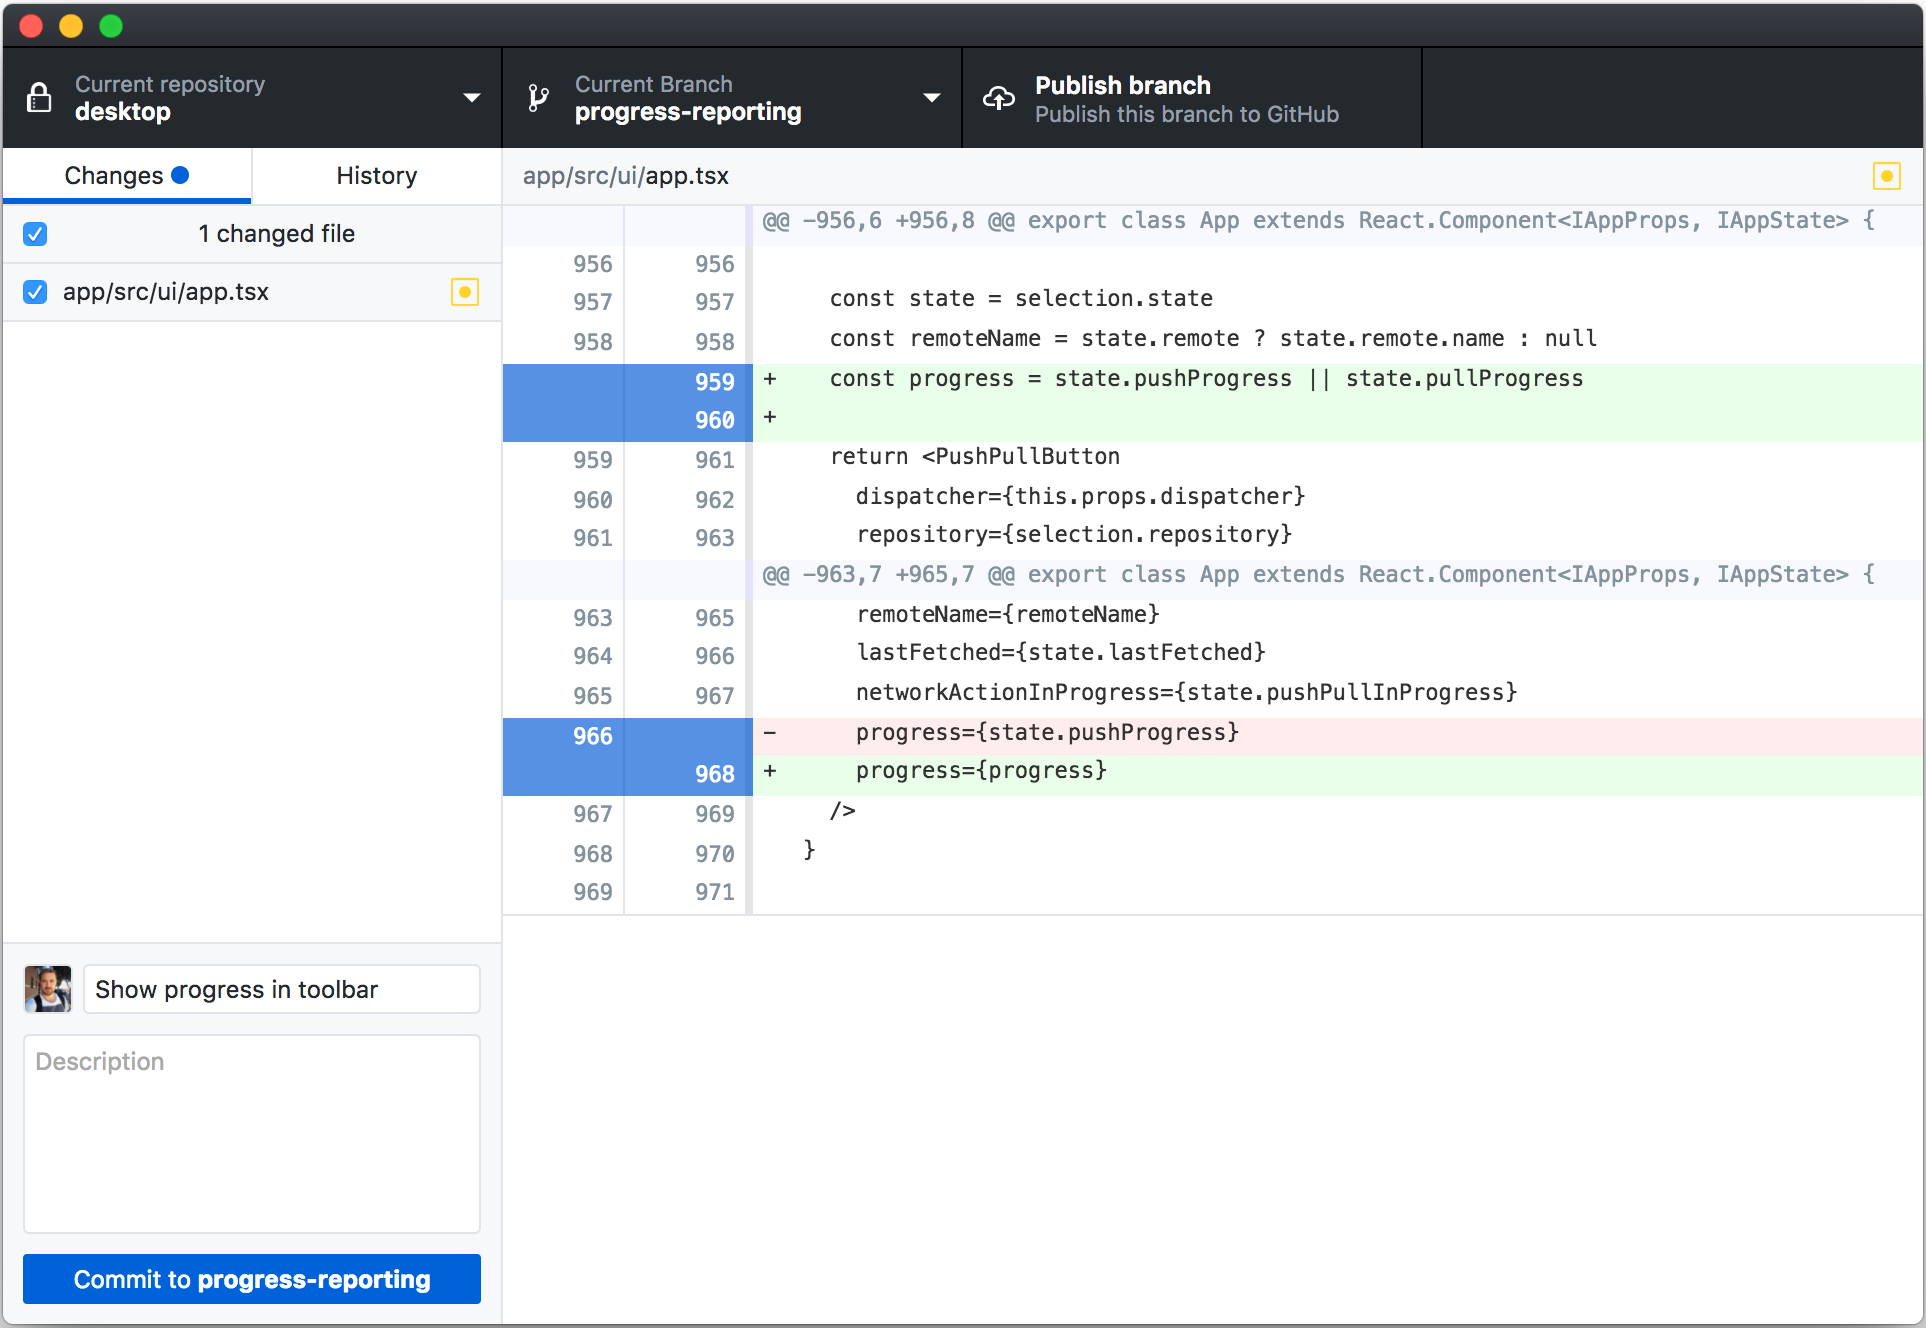 Current repository
desktop
Current Branch
progress-reporting
Publish branch
Publish this branch to GitHub
Changes
History
1 changed file
app/src/ui/app.tsx
app/src/ui/app.tsx
@@ -956,6 +956,8 @@ export class App extends React.Component<IAppProps, IAppState> {
956 956
957 957 const state = selection.state
958 958 const remoteName = state.remote ? state.remote.name : null
959 + const progress = state.pushProgress || state.pullProgress
960 +
959 961 return <PushPullButton
960 962 dispatcher={this.props.dispatcher}
961 963 repository={selection.repository}
@@ -963,7 +965,7 @@ export class App extends React.Component<IAppProps, IAppState> {
963 965 remoteName={remoteName}
964 966 lastFetched={state.lastFetched}
965 967 networkActionInProgress={state.pushPullInProgress}
966 - progress={state.pushProgress}
968 + progress={progress}
967 969 />
968 970 }
969 971
Show progress in toolbar
Description
Commit to progress-reporting